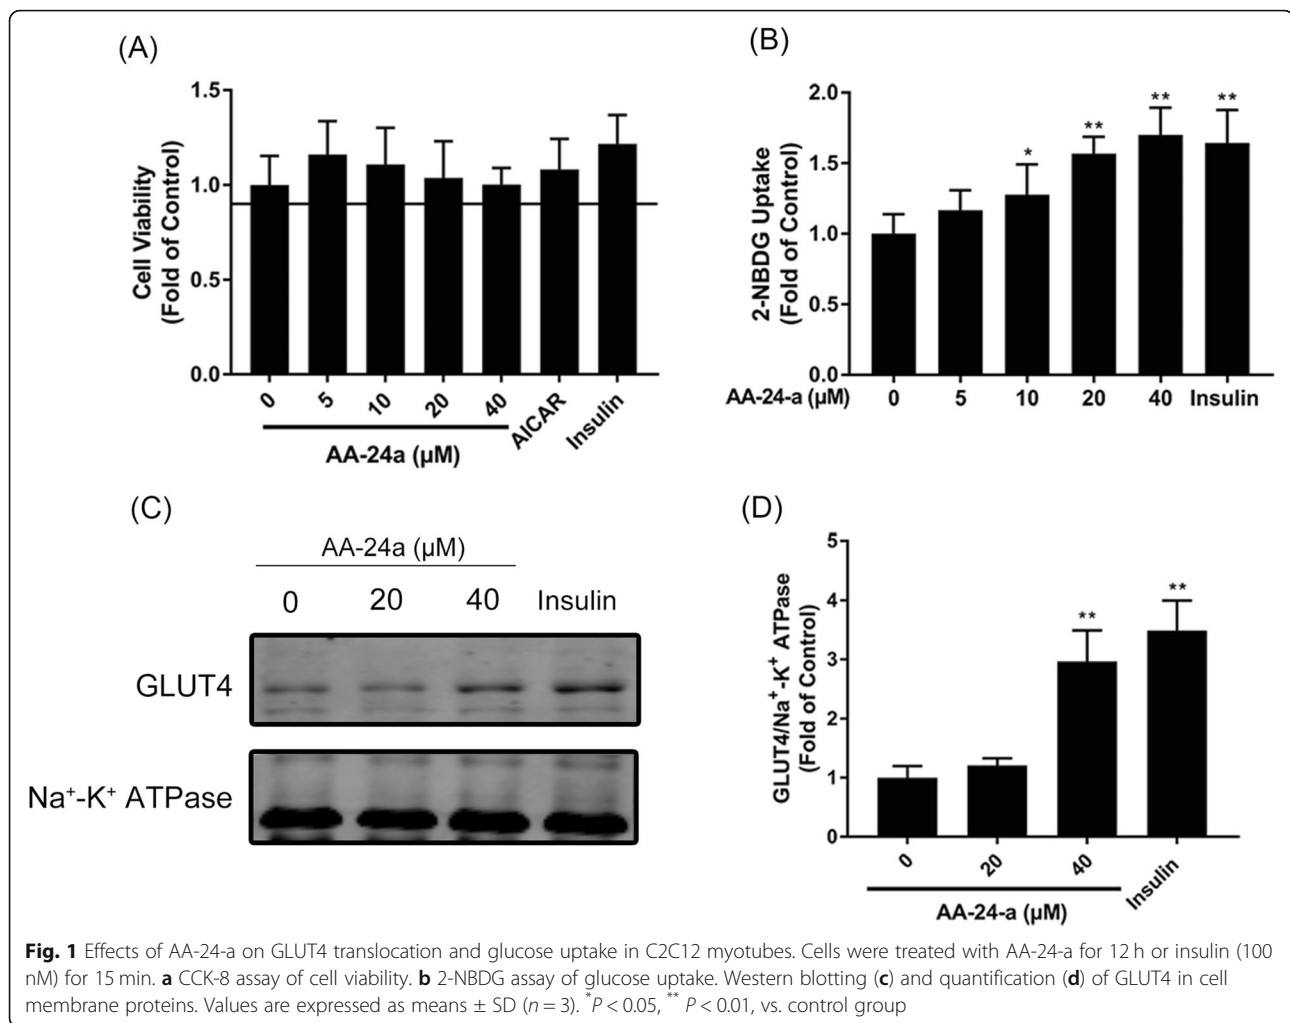 (A)
Cell Viability
(Fold of Control)
1.5
1.0
0.5
0.0
0 5 10 20 40 AICAR Insulin
AA-24a (μM)
(B)
2-NBDG Uptake
(Fold of Control)
2.0
1.5
1.0
0.5
0.0
* ** ** **
AA-24-a (μM) 0 5 10 20 40 Insulin
(C)
AA-24a (μM)
0 20 40 Insulin
GLUT4
Na⁺-K⁺ ATPase
(D)
GLUT4/Na⁺-K⁺ ATPase
(Fold of Control)
5
4
3
2
1
0
** **
0 20 40 Insulin
AA-24-a (μM)
Fig. 1 Effects of AA-24-a on GLUT4 translocation and glucose uptake in C2C12 myotubes. Cells were treated with AA-24-a for 12 h or insulin (100
nM) for 15 min. a CCK-8 assay of cell viability. b 2-NBDG assay of glucose uptake. Western blotting (c) and quantification (d) of GLUT4 in cell
membrane proteins. Values are expressed as means ± SD (n = 3). *P < 0.05, ** P < 0.01, vs. control group